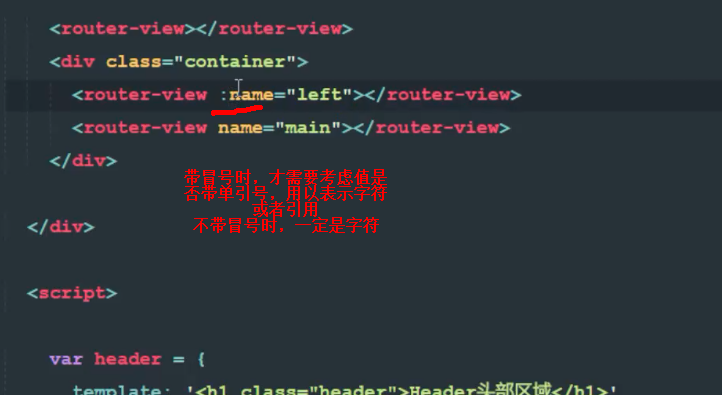 <router-view></router-view>
<div class="container">
<router-view :name="left"></router-view>
<router-view name="main"></router-view>
</div>
带冒号时，才需要考虑值是
否带单引号，用以表示字符
或者引用
不带冒号时，一定是字符
</div>
<script>
var header = {
template: '<h1 class="header">Header头部区域</h1>'